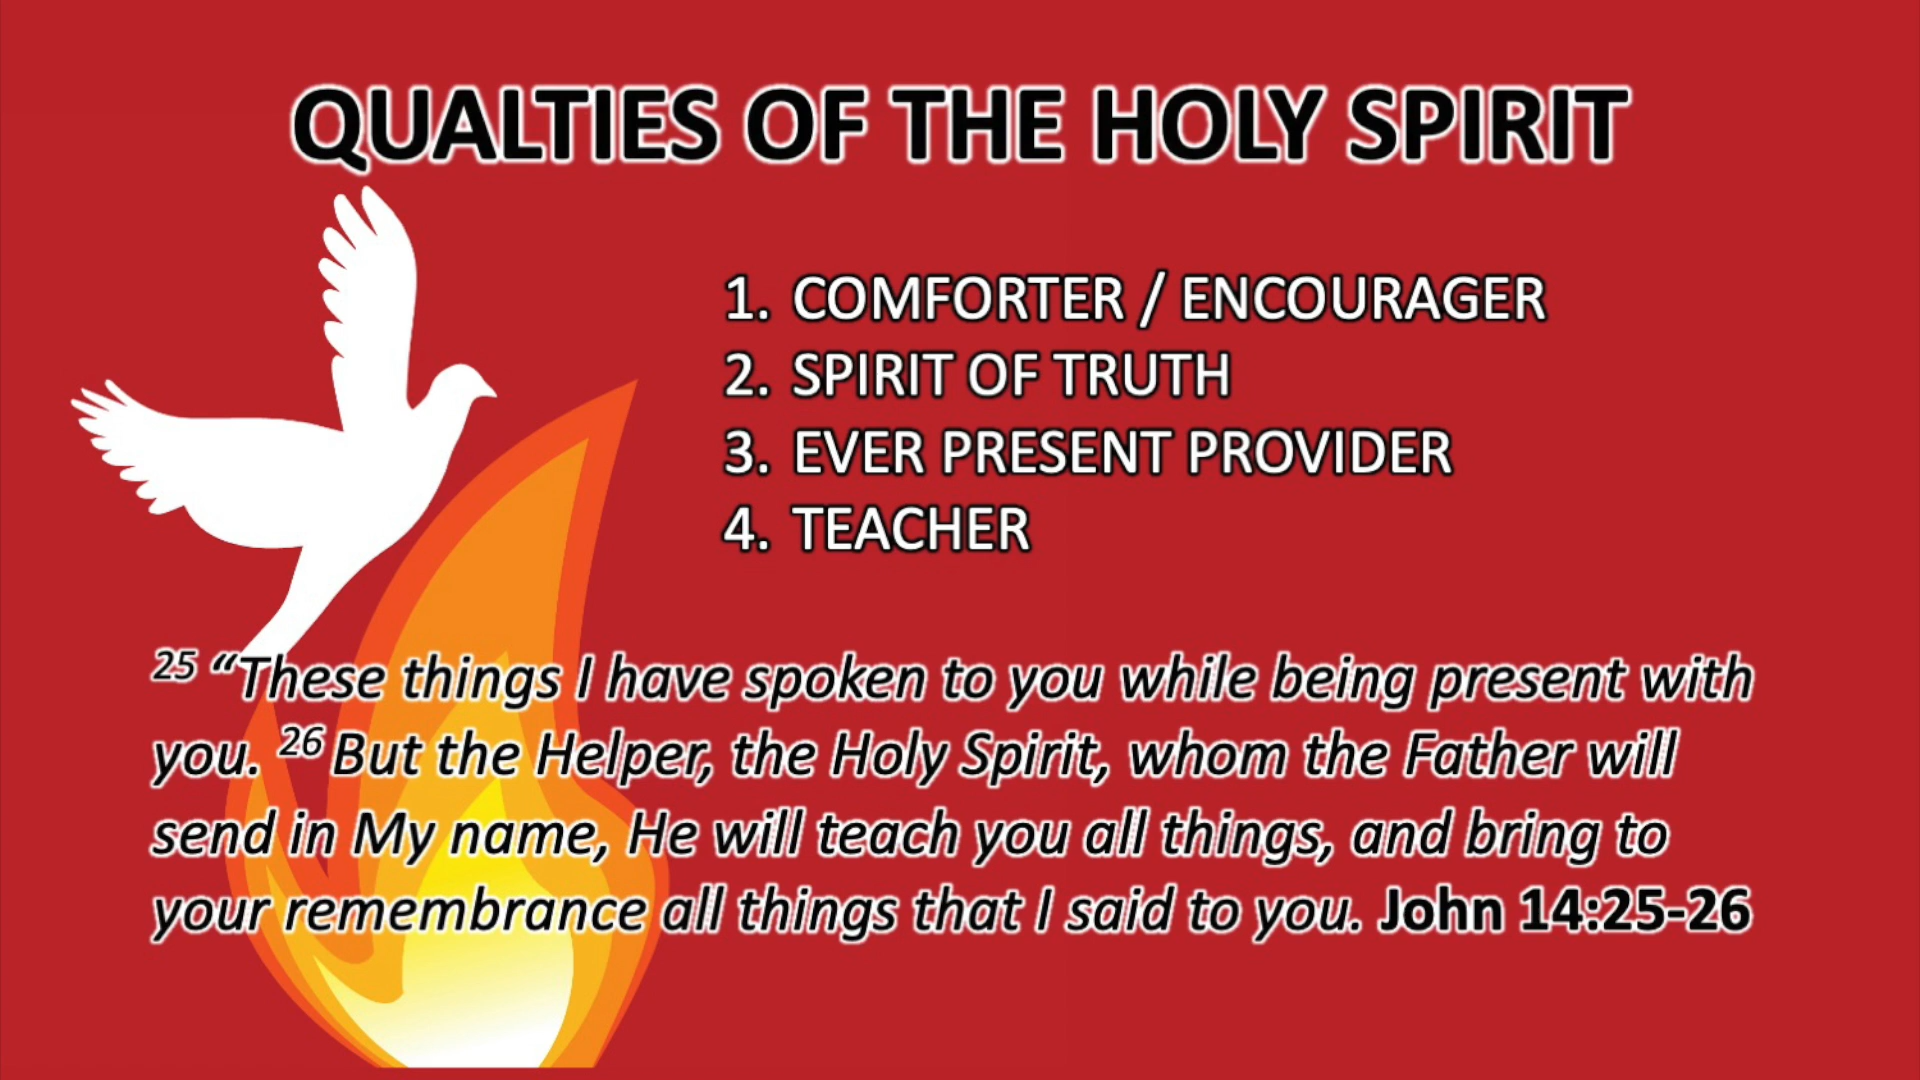 QUALTIES OF THE HOLY SPIRIT
1. COMFORTER / ENCOURAGER
2. SPIRIT OF TRUTH
3. EVER PRESENT PROVIDER
4. TEACHER
25 “These things I have spoken to you while being present with
you. 26 But the Helper, the Holy Spirit, whom the Father will
send in My name, He will teach you all things, and bring to
your remembrance all things that I said to you. John 14:25-26